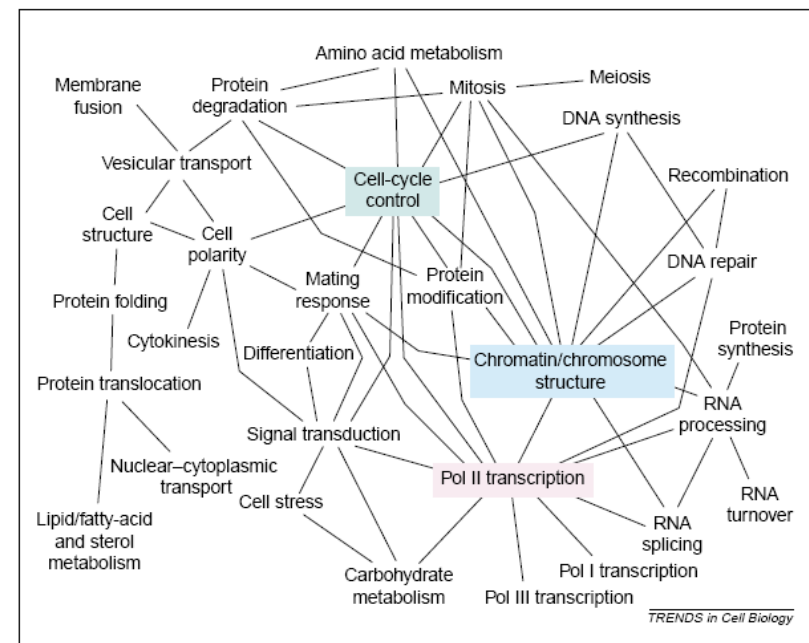 Amino acid metabolism
Membrane
fusion
Protein
degradation
Mitosis
Meiosis
DNA synthesis
Vesicular transport
Cell-cycle
control
Recombination
Cell
structure
Cell
polarity
DNA repair
Mating
response
Protein
modification
Protein folding
Cytokinesis
Differentiation
Chromatin/chromosome
structure
Protein
synthesis
Protein translocation
RNA
processing
Signal transduction
Nuclear–cytoplasmic
transport
Pol II transcription
Cell stress
RNA
turnover
Lipid/fatty-acid
and sterol
metabolism
RNA
splicing
Carbohydrate
metabolism
Pol I transcription
Pol III transcription
TRENDS in Cell Biology